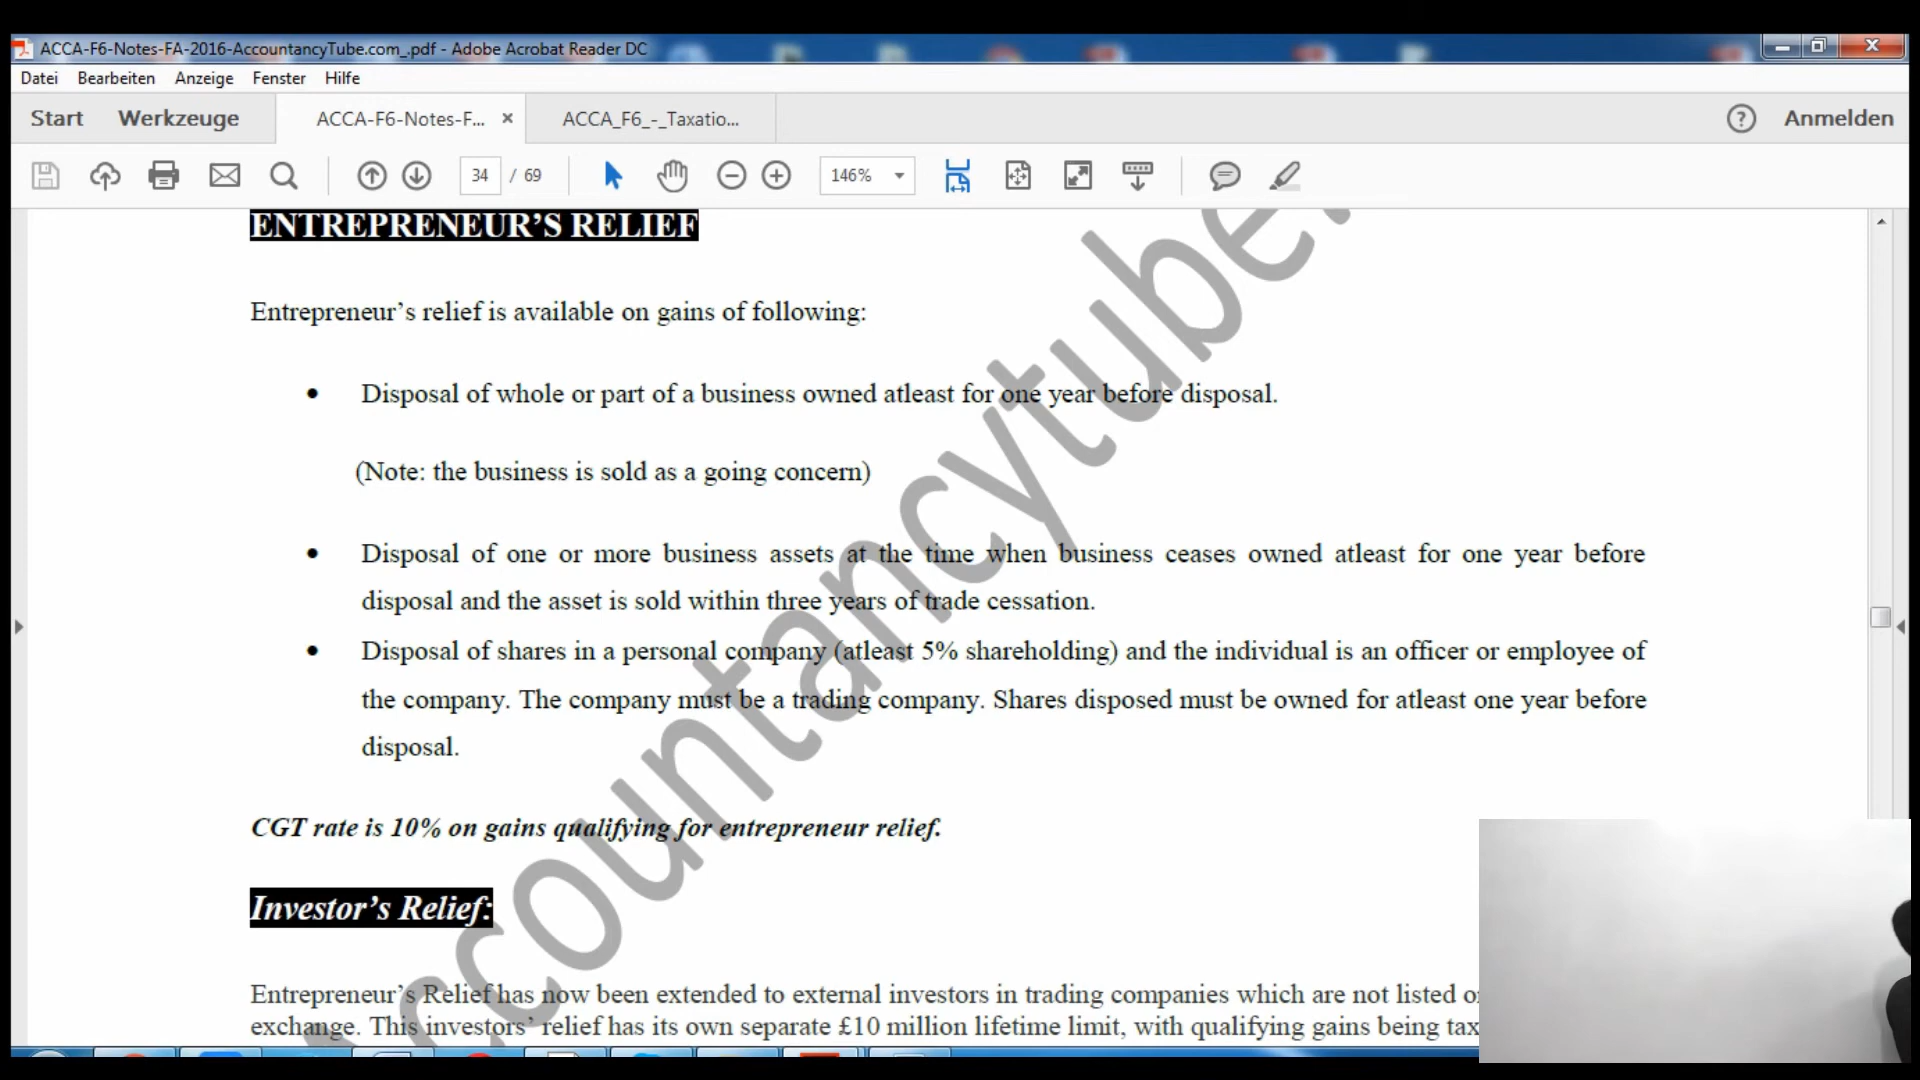 ACCA-F6-Notes-FA-2016-AccountancyTube.com_.pdf - Adobe Acrobat Reader DC
Datei Bearbeiten Anzeige Fenster Hilfe
Start Werkzeuge ACCA-F6-Notes-F... ACCA_F6_-_Taxatio... Anmelden
34 / 69 146%
ENTREPRENEUR’S RELIEF
Entrepreneur’s relief is available on gains of following:
• Disposal of whole or part of a business owned atleast for one year before disposal.
(Note: the business is sold as a going concern)
• Disposal of one or more business assets at the time when business ceases owned atleast for one year before
disposal and the asset is sold within three years of trade cessation.
• Disposal of shares in a personal company (atleast 5% shareholding) and the individual is an officer or employee of
the company. The company must be a trading company. Shares disposed must be owned for atleast one year before
disposal.
CGT rate is 10% on gains qualifying for entrepreneur relief.
Investor’s Relief:
Entrepreneur’s Relief has now been extended to external investors in trading companies which are not listed
exchange. This investors’ relief has its own separate £10 million lifetime limit, with qualifying gains being
accountancytube